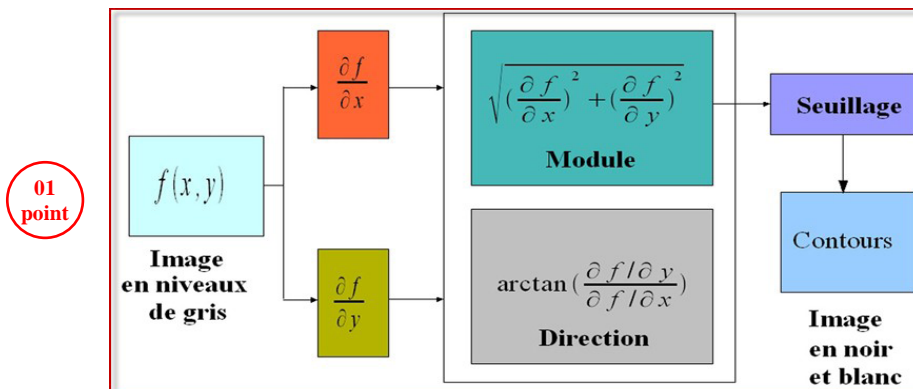 01
point
f(x,y)
Image
en niveaux
de gris
∂f/∂x
∂f/∂y
√((∂f/∂x)² + (∂f/∂y)²)
Module
arctan(∂f/∂y / ∂f/∂x)
Direction
Seuillage
Contours
Image
en noir
et blanc